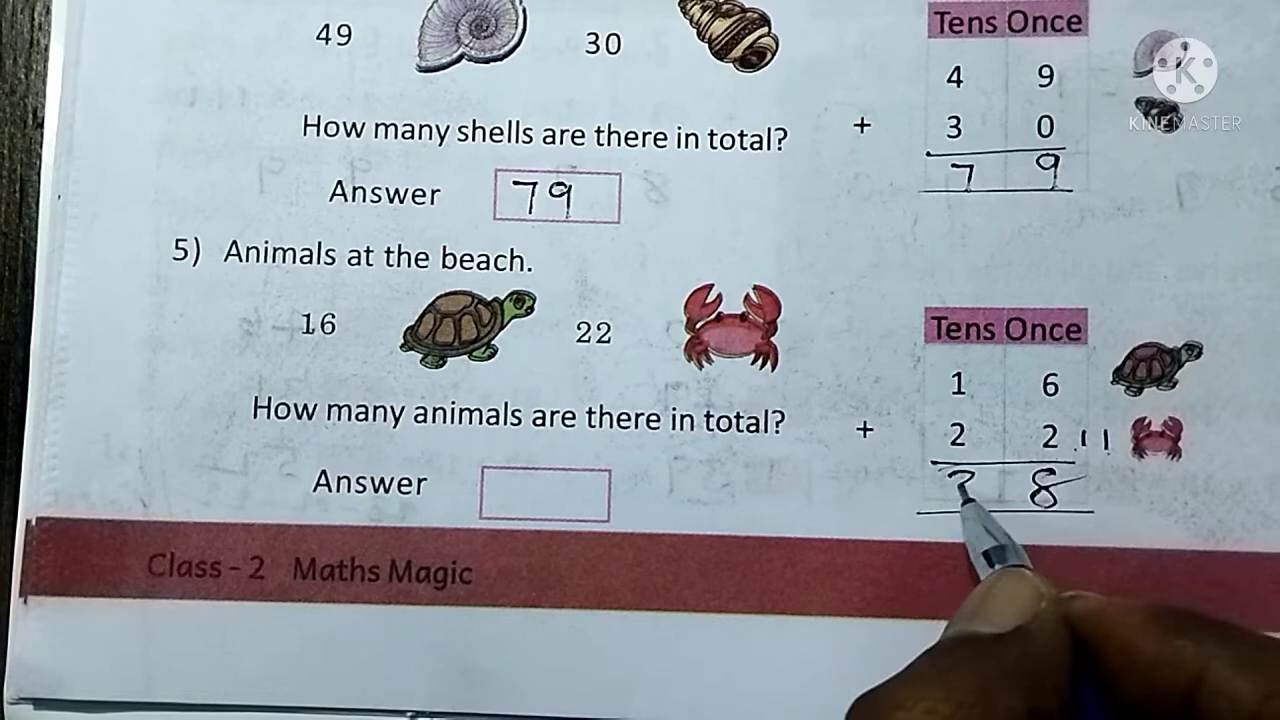 49 30
How many shells are there in total?
Answer 79
Tens Once
4 9
+ 3 0
7 9
KINEMASTER
5) Animals at the beach.
16 22
How many animals are there in total?
Answer
Tens Once
1 6
+ 2 2
3 8
Class - 2 Maths Magic